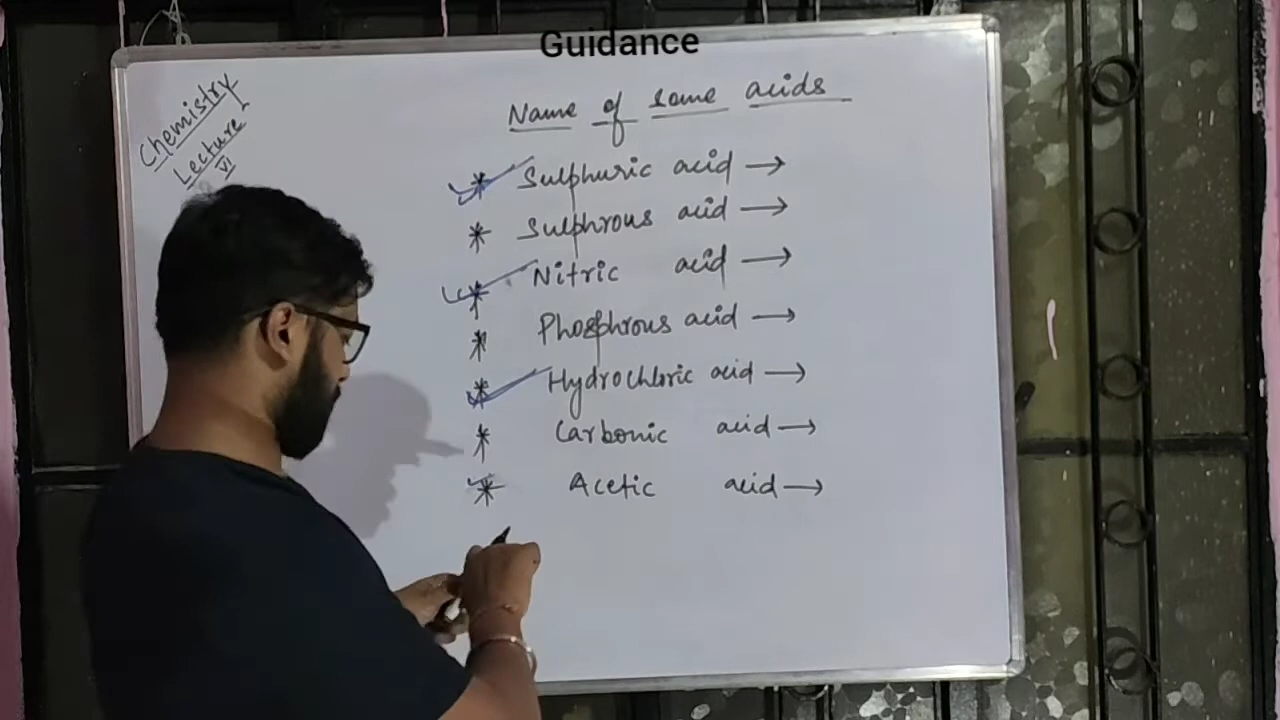 Guidance
Chemistry
Lecture
VI
Name of some acids
* Sulphuric acid →
* Sulphrous acid →
* Nitric acid →
* Phosphrous acid →
* Hydrochloric acid →
* Carbonic acid →
* Acetic acid →